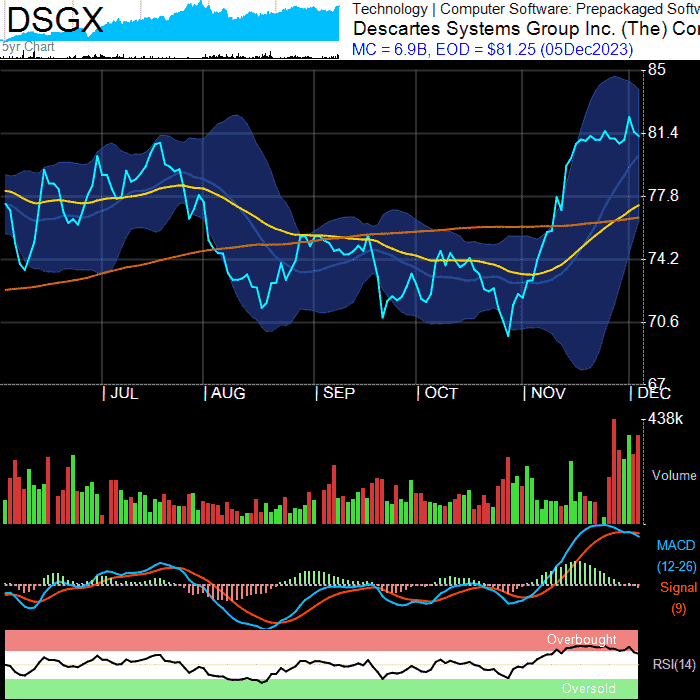 DSGX
5yr Chart
Technology | Computer Software: Prepackaged Softw
Descartes Systems Group Inc. (The) Cor
MC = 6.9B, EOD = $81.25 (05Dec2023)
85
81.4
77.8
74.2
70.6
67
JUL
AUG
SEP
OCT
NOV
DEC
438k
Volume
MACD
(12-26)
Signal
(9)
Overbought
RSI(14)
Oversold